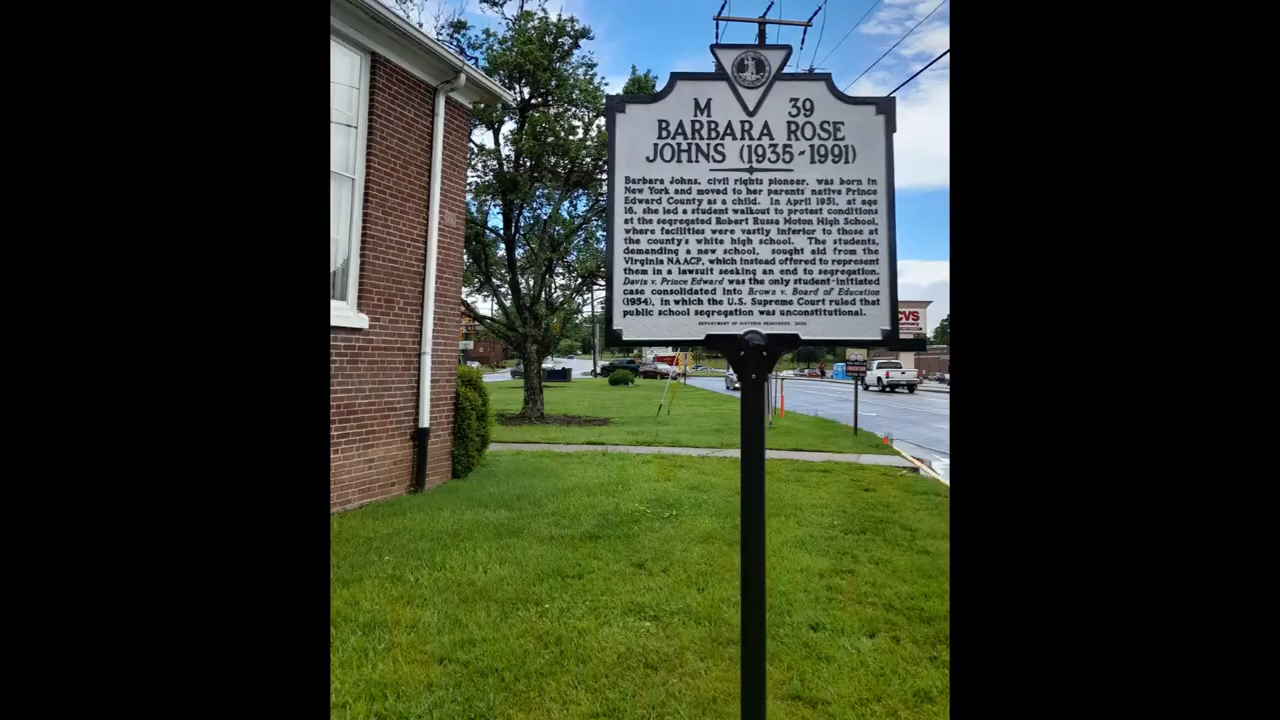 M 39
BARBARA ROSE
JOHNS (1935-1991)
Barbara Johns, civil rights pioneer, was born in
New York and moved to her parents' native Prince
Edward County as a child. In April 1951, at age
16, she led a student walkout to protest conditions
at the segregated Robert Russa Moton High School,
where facilities were vastly inferior to those at
the county's white high school. The students,
demanding a new school, sought aid from the
Virginia NAACP, which instead offered to represent
them in a lawsuit seeking an end to segregation.
Davis v. Prince Edward was the only student-initiated
case consolidated into Brown v. Board of Education
(1954), in which the U.S. Supreme Court ruled that
public school segregation was unconstitutional.
DEPARTMENT OF HISTORIC RESOURCES,
CVS